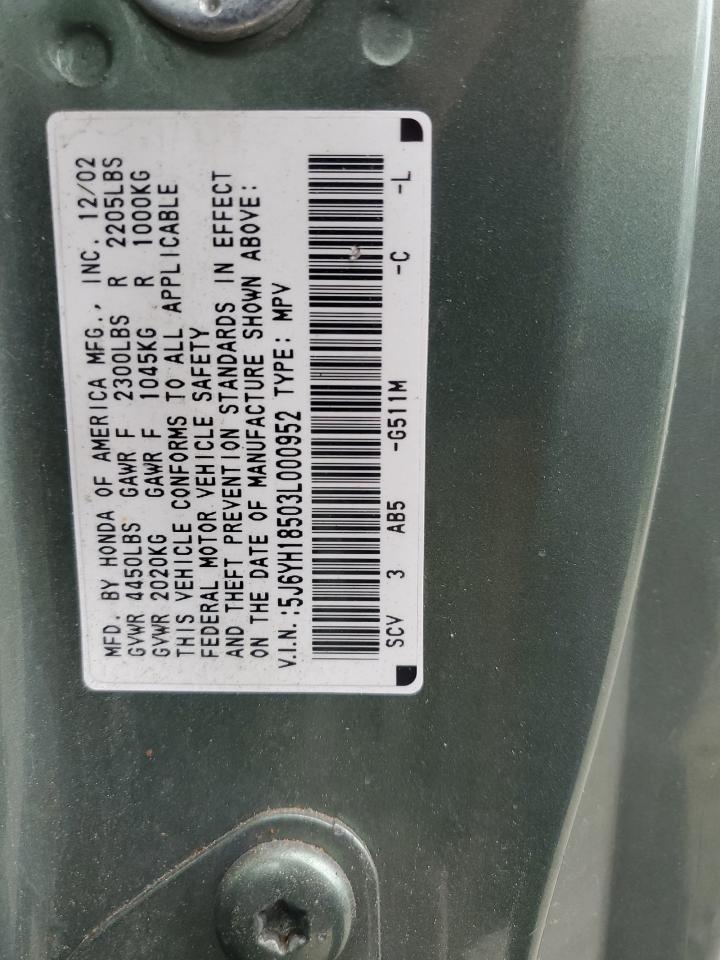 MFD. BY HONDA OF AMERICA MFG., INC. 12/02
GVWR 4450LBS GAWR F 2300LBS R 2205LBS
GVWR 2020KG GAWR F 1045KG R 1000KG
THIS VEHICLE CONFORMS TO ALL APPLICABLE
FEDERAL MOTOR VEHICLE SAFETY
AND THEFT PREVENTION STANDARDS IN EFFECT
ON THE DATE OF MANUFACTURE SHOWN ABOVE:
V.I.N.:5J6YH18503L000952 TYPE: MPV
SCV 3 AB5 -G511M -C -L